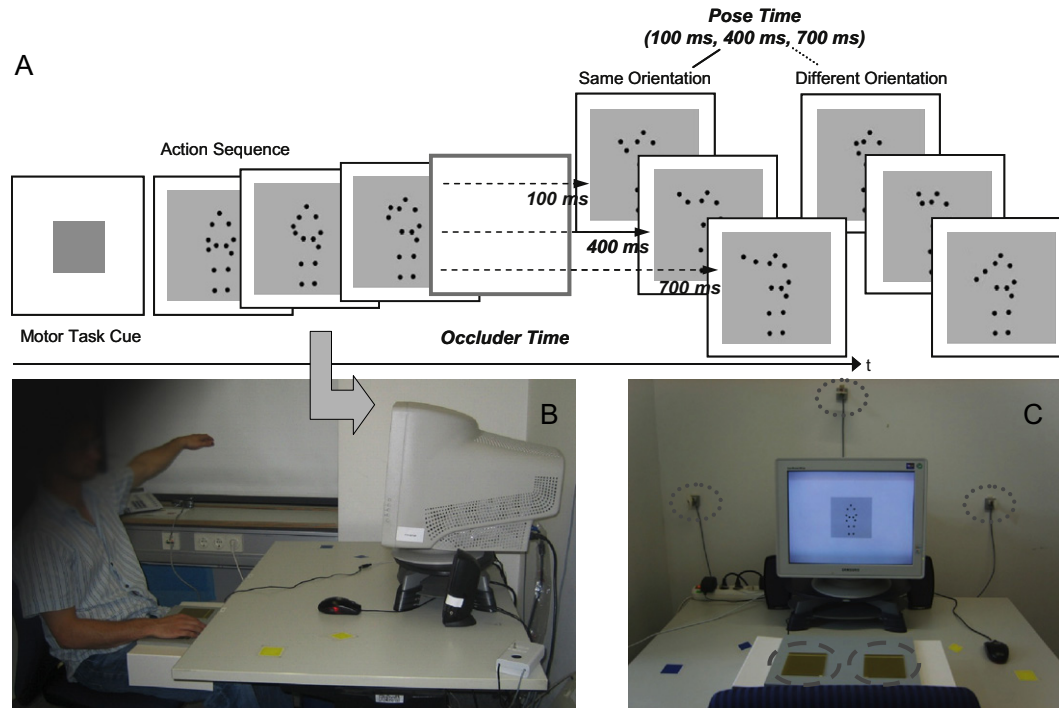 Pose Time
(100 ms, 400 ms, 700 ms)
A
Same Orientation
Different Orientation
Action Sequence
100 ms
400 ms
700 ms
Motor Task Cue
Occluder Time
t
B
C
SAMSUNG